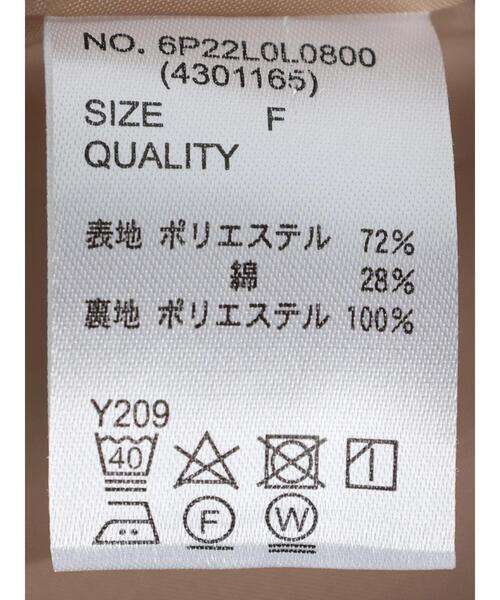 NO. 6P22L0L0800
(4301165)
SIZE F
QUALITY
表地 ポリエステル 72%
綿 28%
裏地 ポリエステル 100%
Y209
40
F W